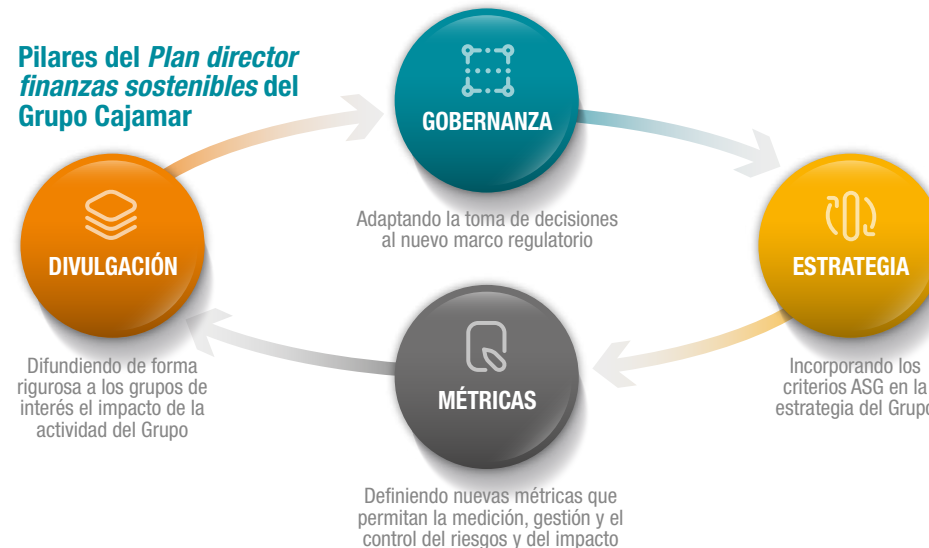 Pilares del Plan director
finanzas sostenibles del
Grupo Cajamar
GOBERNANZA
Adaptando la toma de decisiones
al nuevo marco regulatorio
ESTRATEGIA
Incorporando los
criterios ASG en la
estrategia del Grupo
MÉTRICAS
Definiendo nuevas métricas que
permitan la medición, gestión y el
control del riesgos y del impacto
DIVULGACIÓN
Difundiendo de forma
rigurosa a los grupos de
interés el impacto de la
actividad del Grupo